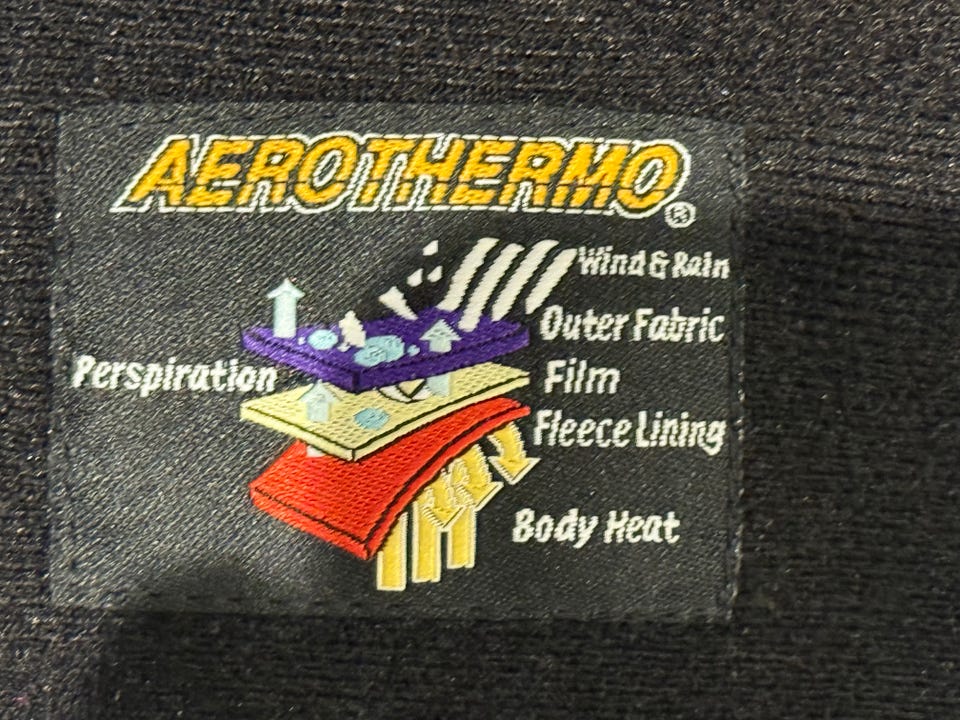 AEROTHERMO®
Wind & Rain
Outer Fabric
Perspiration
Film
Fleece Lining
Body Heat